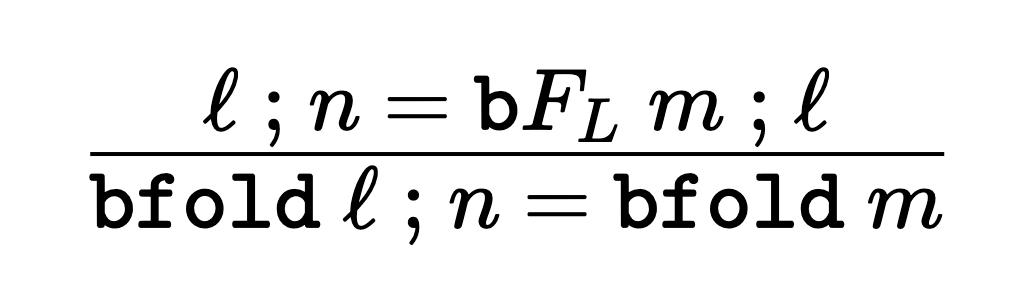 ℓ ; n = bF_L m ; ℓ
bfold ℓ ; n = bfold m